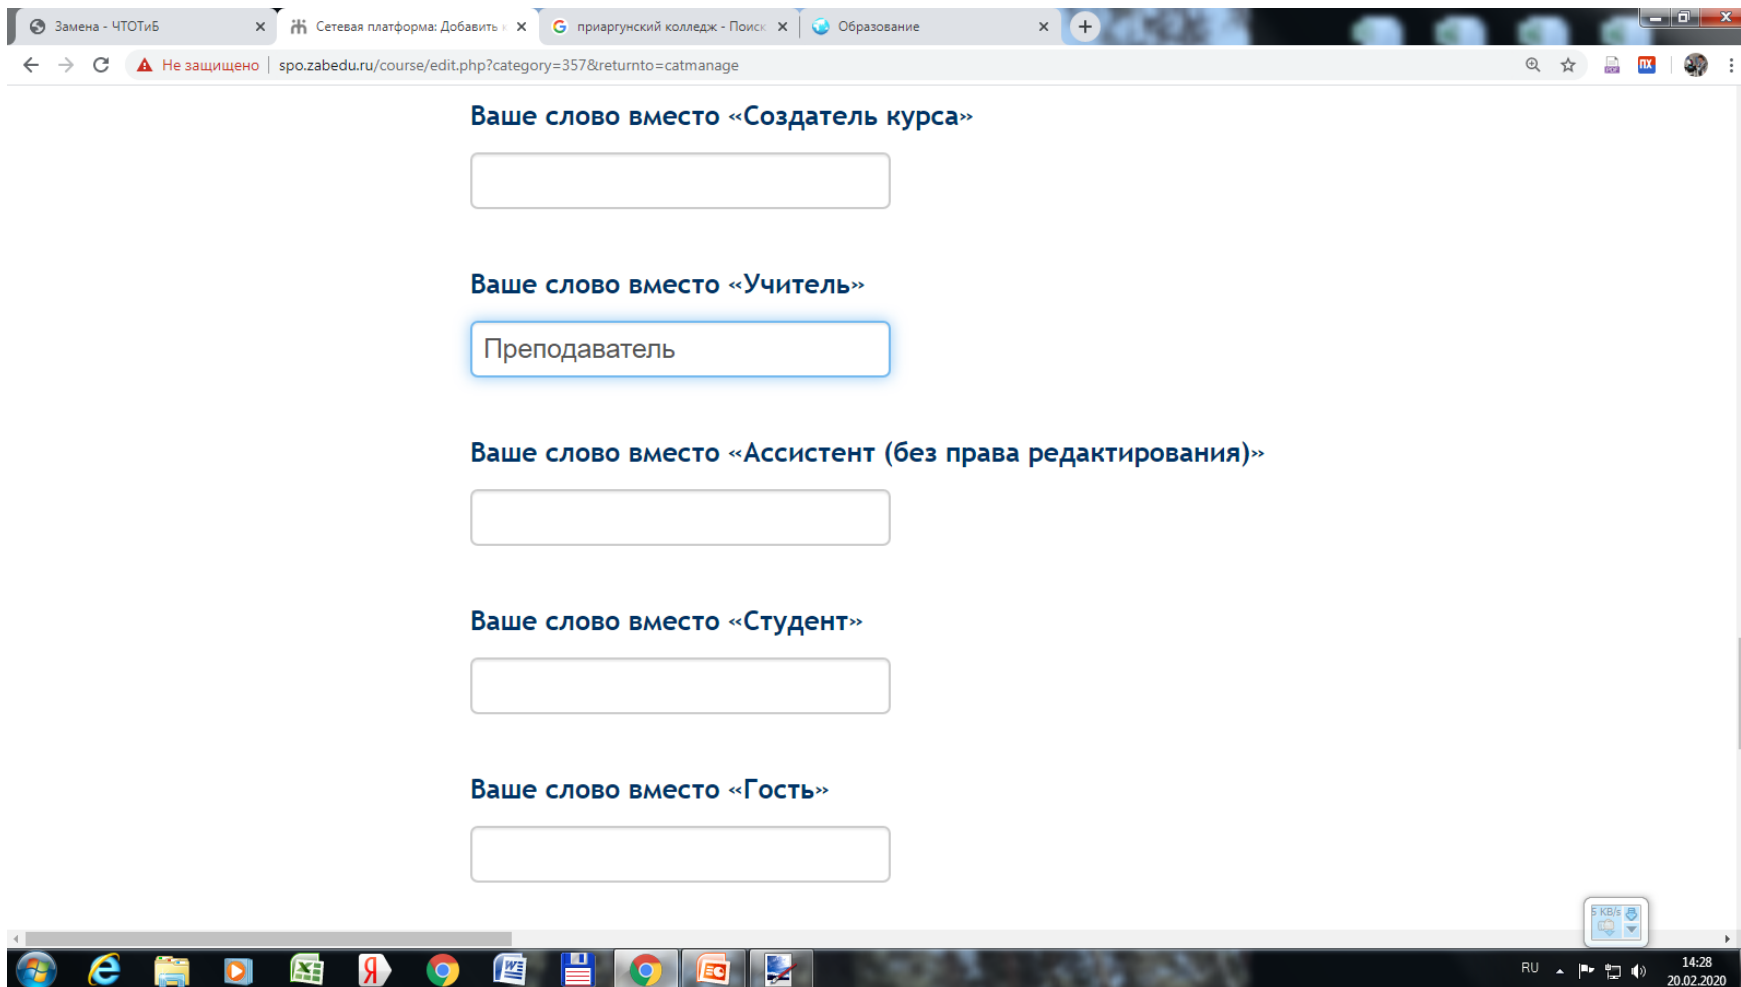 Замена - ЧТОТиБ
Сетевая платформа: Добавить к
приаргунский колледж - Поиск
Образование
Не защищено
spo.zabedu.ru/course/edit.php?category=357&returnto=catmanage
Ваше слово вместо «Создатель курса»
Ваше слово вместо «Учитель»
Преподаватель
Ваше слово вместо «Ассистент (без права редактирования)»
Ваше слово вместо «Студент»
Ваше слово вместо «Гость»
5 KB/s
RU
14:28
20.02.2020